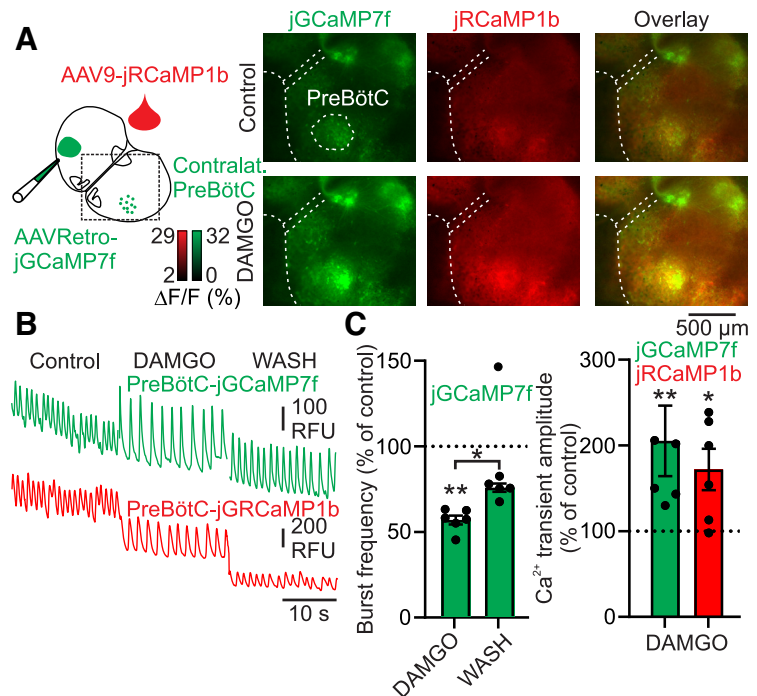 A
AAV9-jRCaMP1b
Contralat.
PreBötC
AAVRetro-
jGCaMP7f
29
32
2
2
ΔF/F (%)
jGCaMP7f
jRCaMP1b
Overlay
Control
PreBötC
DAMGO
500 µm
B
Control
DAMGO
WASH
PreBötC-jGCaMP7f
100
RFU
PreBötC-jGRCaMP1b
200
RFU
10 s
C
Burst frequency (% of control)
150
100
50
0
jGCaMP7f
**
*
DAMGO
WASH
Ca²⁺ transient amplitude
(% of control)
300
200
100
0
jGCaMP7f
jRCaMP1b
**
*
DAMGO